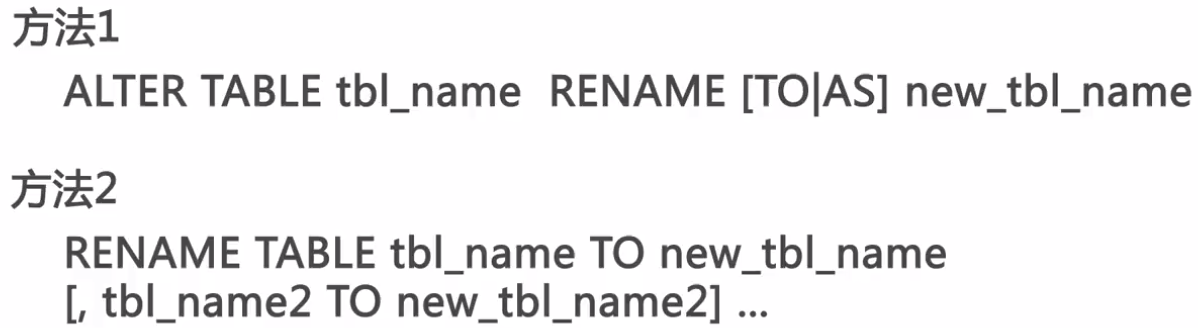 方法1
ALTER TABLE tbl_name RENAME [TO|AS] new_tbl_name
方法2
RENAME TABLE tbl_name TO new_tbl_name
[, tbl_name2 TO new_tbl_name2] ...